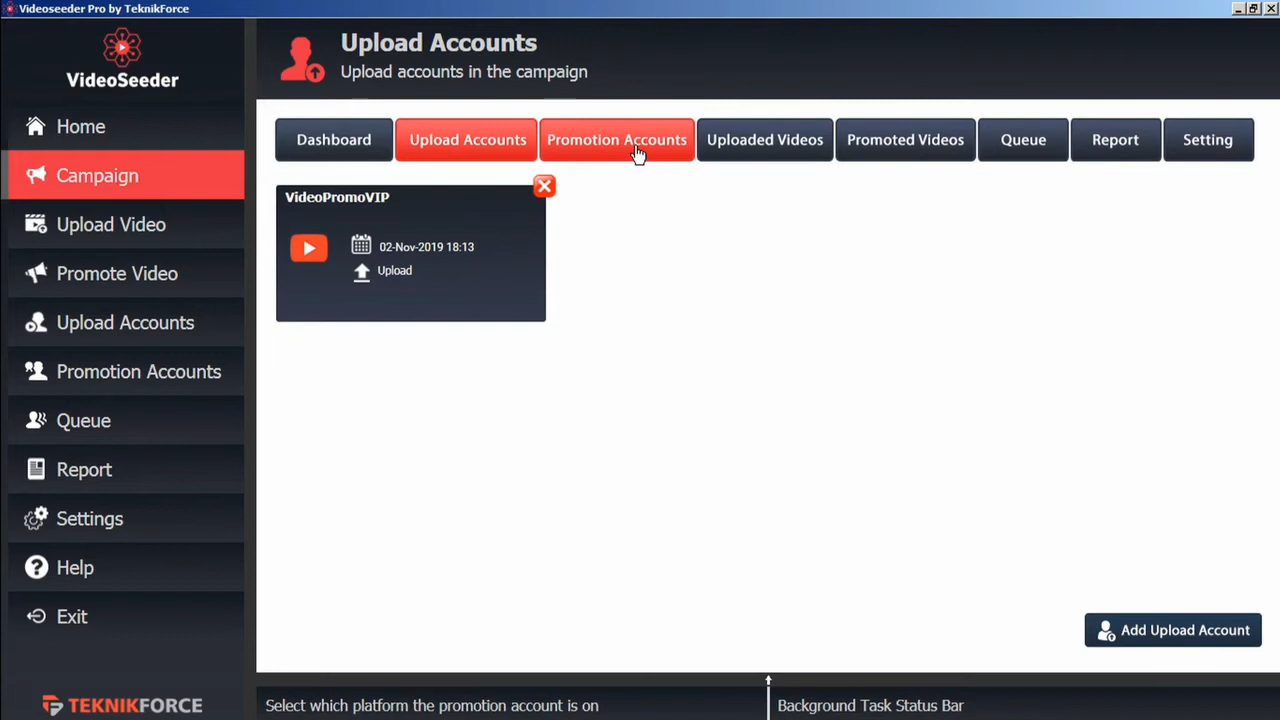 Videoseeder Pro by TeknikForce
VideoSeeder
Home
Campaign
Upload Video
Promote Video
Upload Accounts
Promotion Accounts
Queue
Report
Settings
Help
Exit
TEKNIKFORCE
Upload Accounts
Upload accounts in the campaign
Dashboard Upload Accounts Promotion Accounts Uploaded Videos Promoted Videos Queue Report Setting
VideoPromoVIP
02-Nov-2019 18:13
Upload
Add Upload Account
Select which platform the promotion account is on
Background Task Status Bar